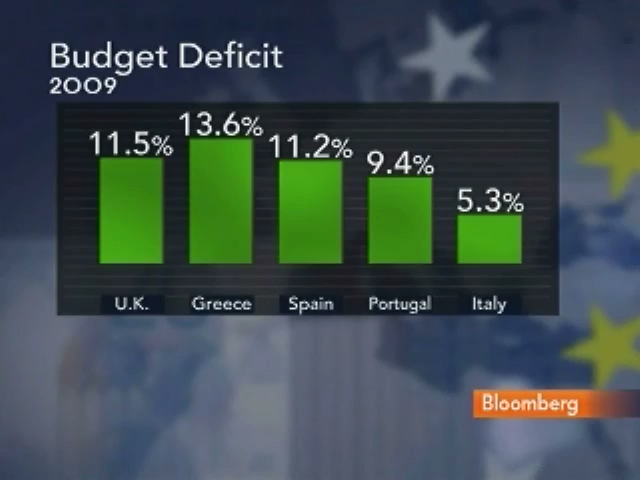 Budget Deficit
2009
11.5% 13.6% 11.2% 9.4% 5.3%
U.K. Greece Spain Portugal Italy
Bloomberg